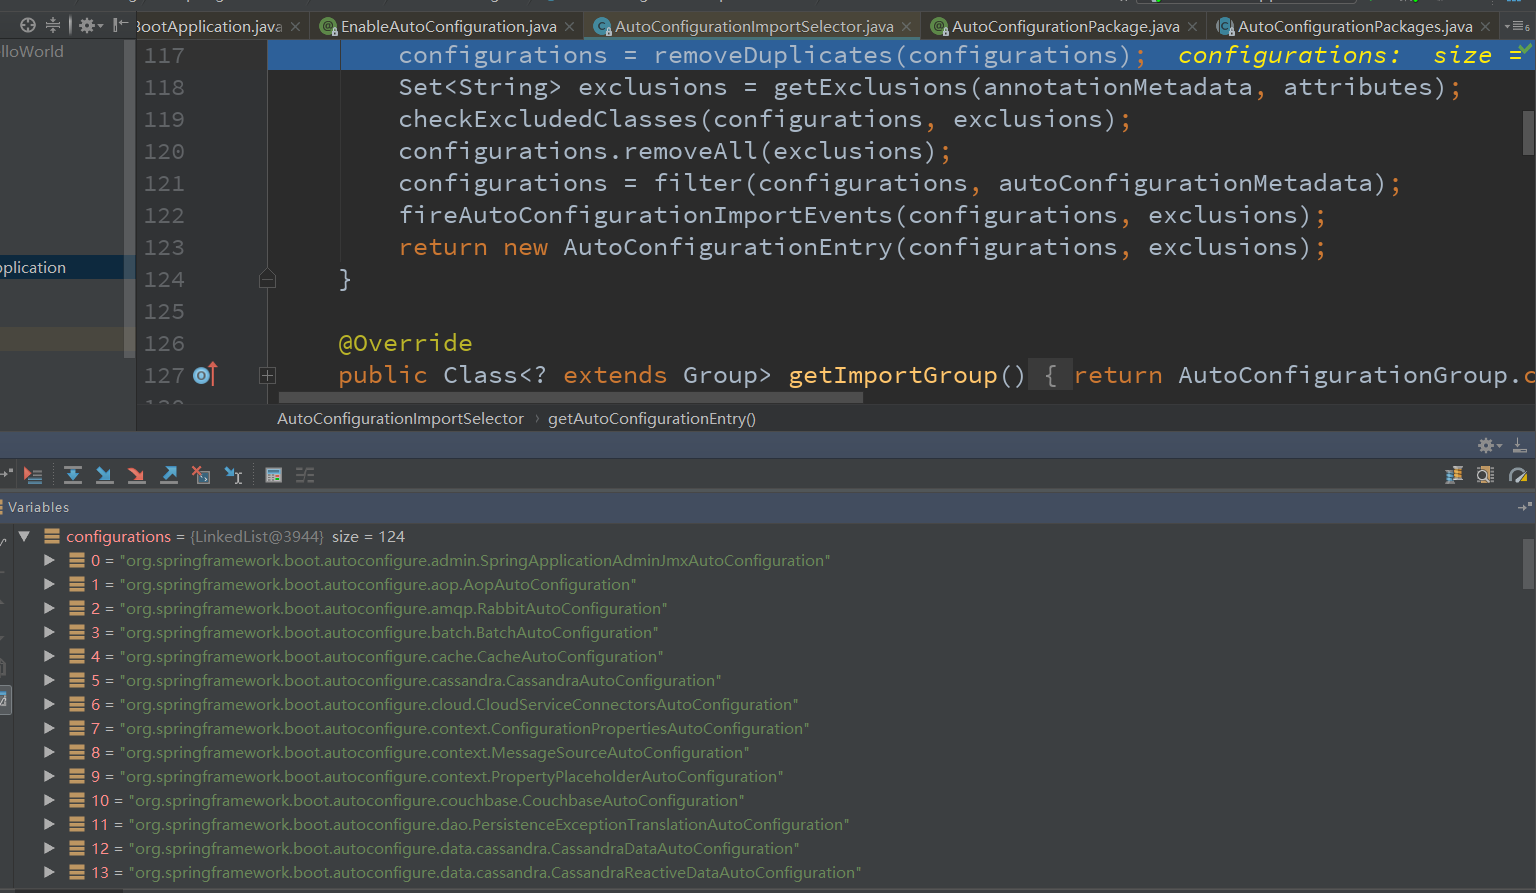 BootApplication.java
EnableAutoConfiguration.java
AutoConfigurationImportSelector.java
AutoConfigurationPackage.java
AutoConfigurationPackages.java
lloWorld
pplication
117 configurations = removeDuplicates(configurations); configurations: size =
118 Set<String> exclusions = getExclusions(annotationMetadata, attributes);
119 checkExcludedClasses(configurations, exclusions);
120 configurations.removeAll(exclusions);
121 configurations = filter(configurations, autoConfigurationMetadata);
122 fireAutoConfigurationImportEvents(configurations, exclusions);
123 return new AutoConfigurationEntry(configurations, exclusions);
124 }
125
126 @Override
127 public Class<? extends Group> getImportGroup() { return AutoConfigurationGroup.c
AutoConfigurationImportSelector › getAutoConfigurationEntry()
Variables
configurations = {LinkedList@3944} size = 124
0 = "org.springframework.boot.autoconfigure.admin.SpringApplicationAdminJmxAutoConfiguration"
1 = "org.springframework.boot.autoconfigure.aop.AopAutoConfiguration"
2 = "org.springframework.boot.autoconfigure.amqp.RabbitAutoConfiguration"
3 = "org.springframework.boot.autoconfigure.batch.BatchAutoConfiguration"
4 = "org.springframework.boot.autoconfigure.cache.CacheAutoConfiguration"
5 = "org.springframework.boot.autoconfigure.cassandra.CassandraAutoConfiguration"
6 = "org.springframework.boot.autoconfigure.cloud.CloudServiceConnectorsAutoConfiguration"
7 = "org.springframework.boot.autoconfigure.context.ConfigurationPropertiesAutoConfiguration"
8 = "org.springframework.boot.autoconfigure.context.MessageSourceAutoConfiguration"
9 = "org.springframework.boot.autoconfigure.context.PropertyPlaceholderAutoConfiguration"
10 = "org.springframework.boot.autoconfigure.couchbase.CouchbaseAutoConfiguration"
11 = "org.springframework.boot.autoconfigure.dao.PersistenceExceptionTranslationAutoConfiguration"
12 = "org.springframework.boot.autoconfigure.data.cassandra.CassandraDataAutoConfiguration"
13 = "org.springframework.boot.autoconfigure.data.cassandra.CassandraReactiveDataAutoConfiguration"